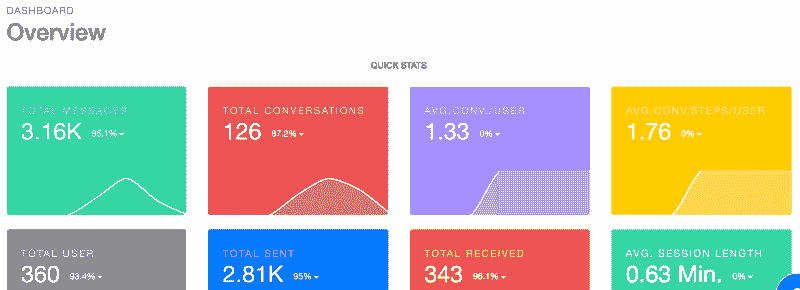 DASHBOARD
Overview
QUICK STATS
TOTAL MESSAGES
3.16K 95.1%
TOTAL CONVERSATIONS
126 87.2%
AVG.CONV./USER
1.33 0%
AVG.CONV.STEPS/USER
1.76 0%
TOTAL USER
360 93.4%
TOTAL SENT
2.81K 95%
TOTAL RECEIVED
343 96.1%
AVG. SESSION LENGTH
0.63 Min. 0%